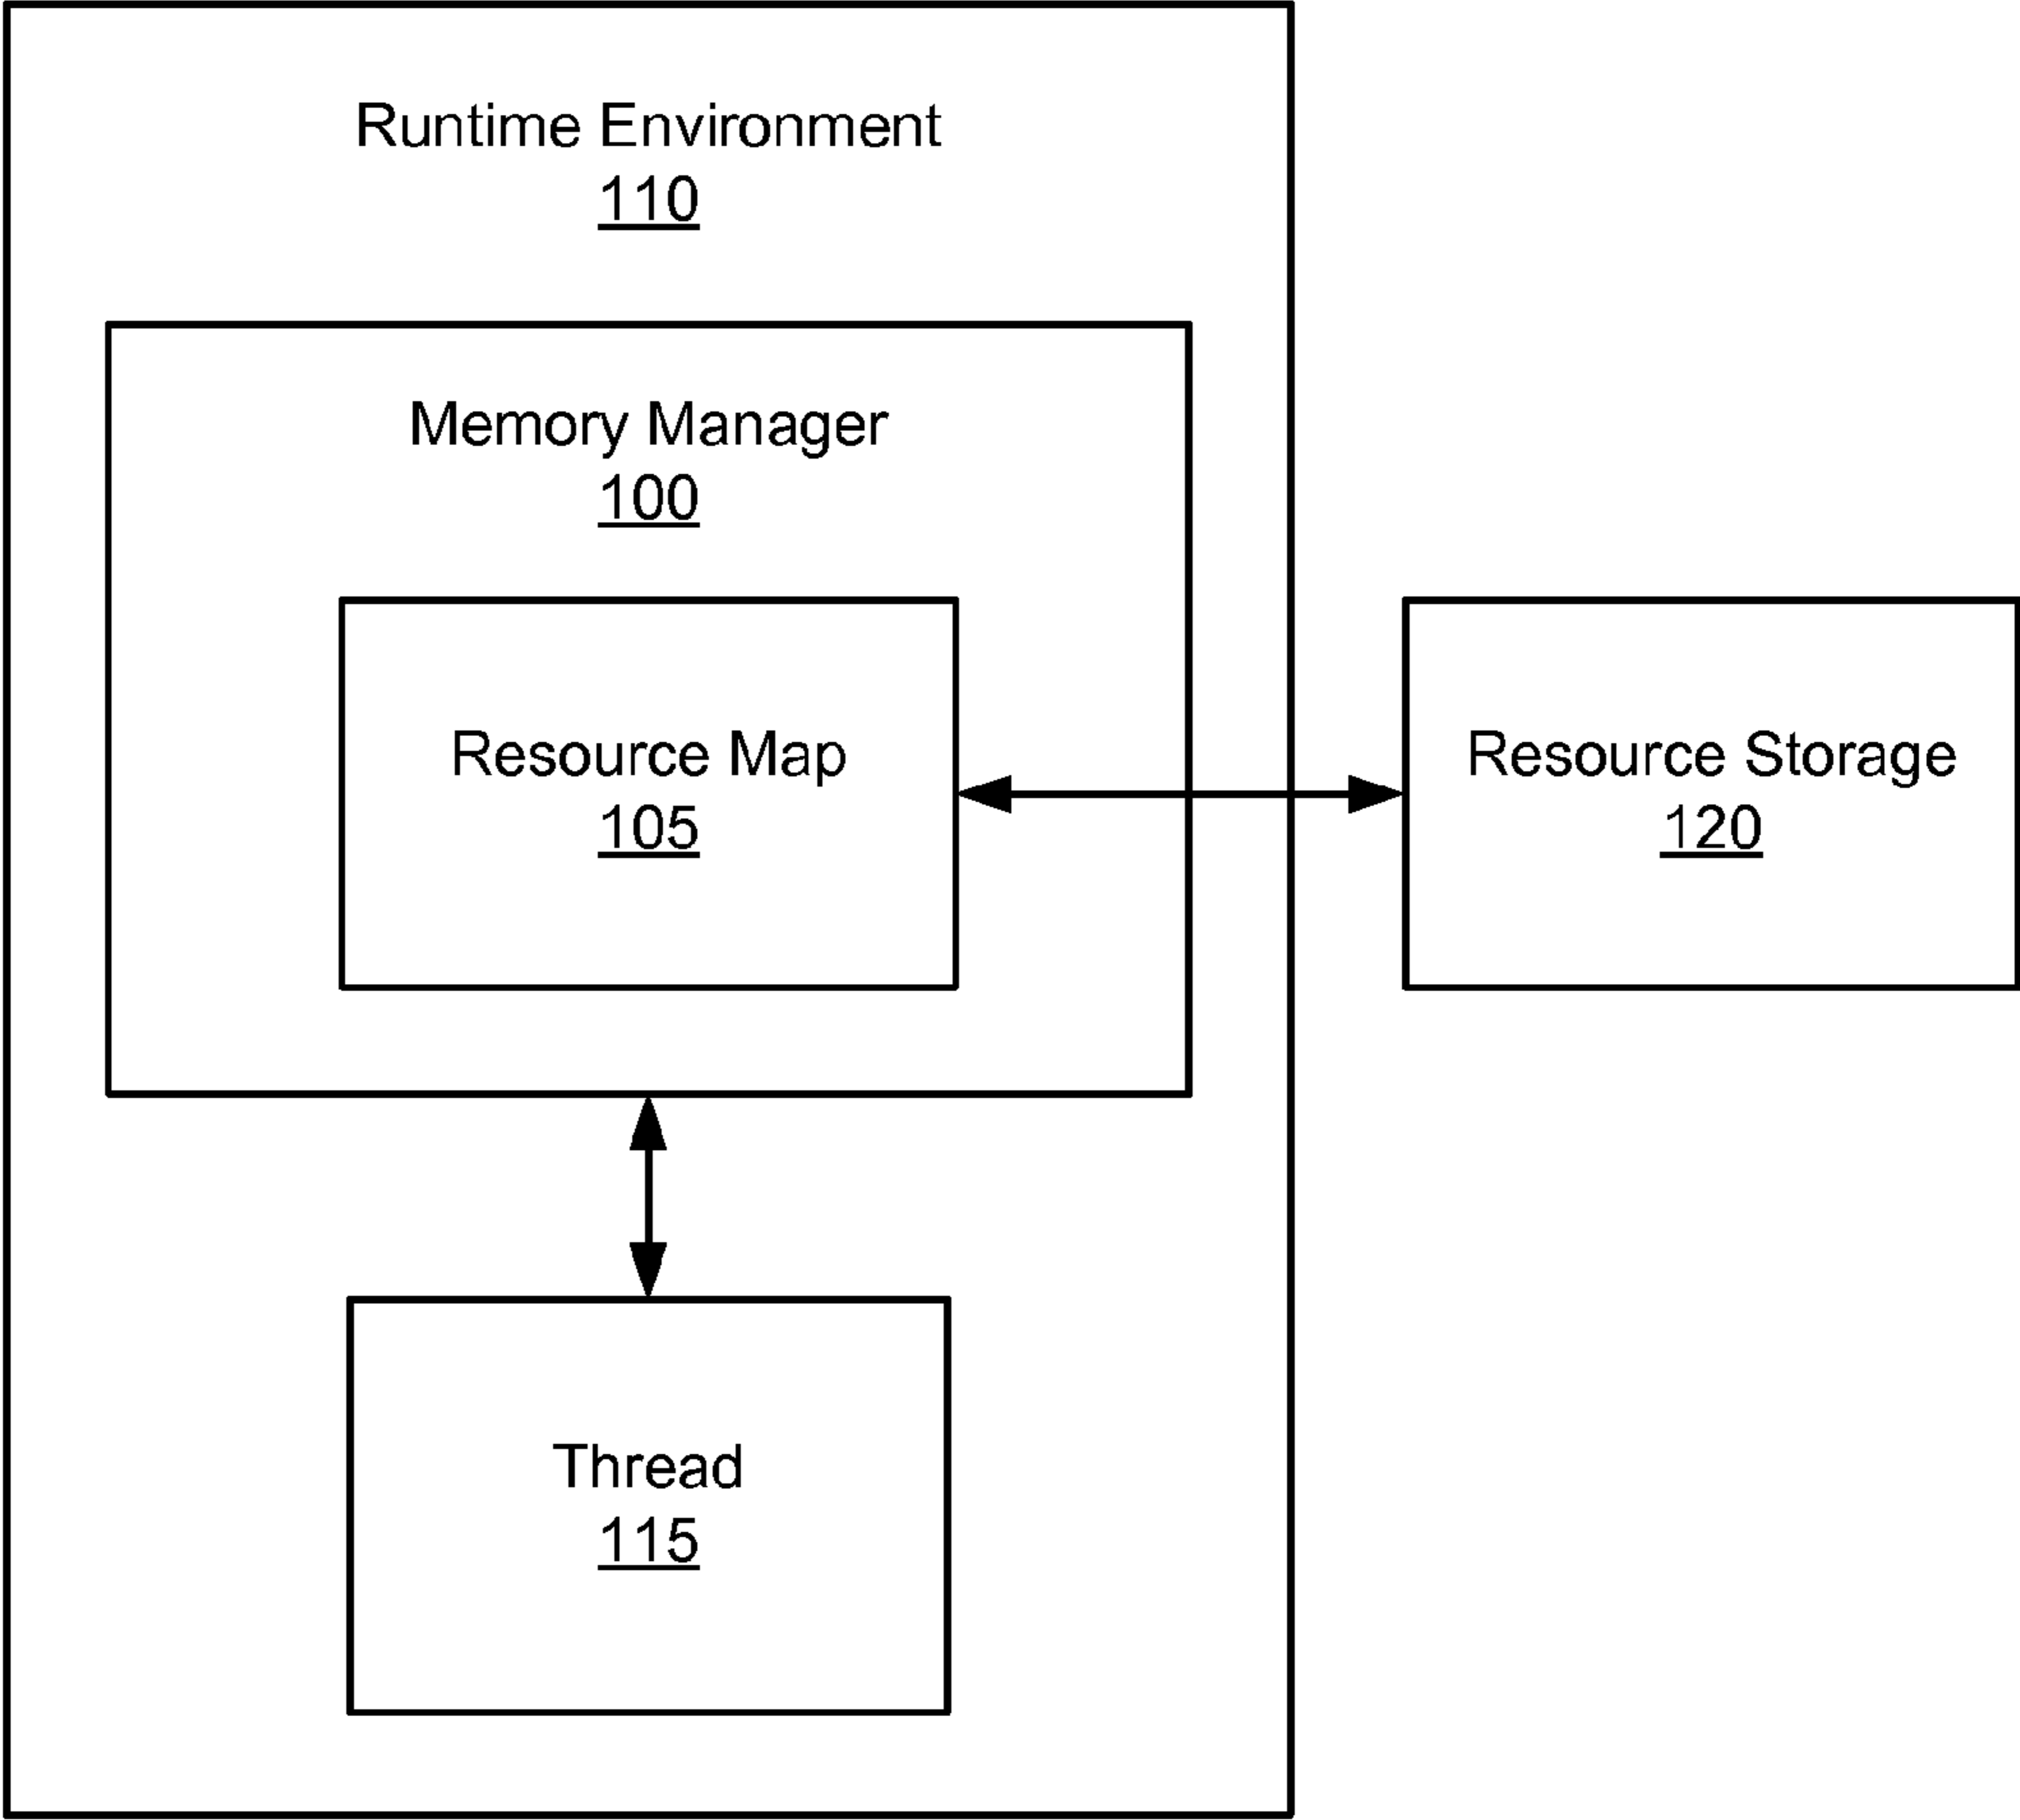 Runtime Environment
110
Memory Manager
100
Resource Map
105
Resource Storage
120
Thread
115